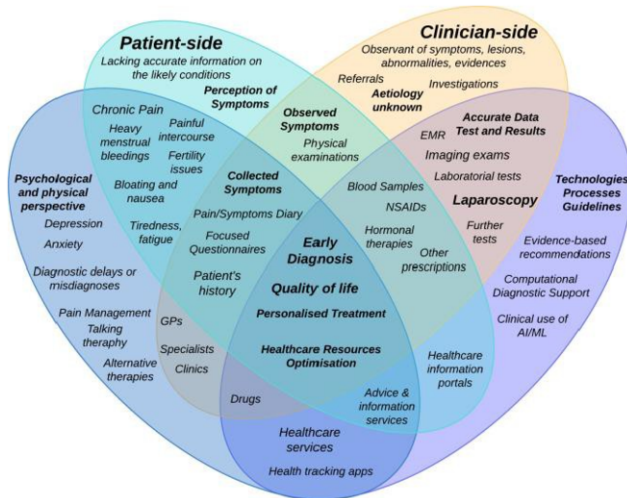 Patient-side
Lacking accurate information on
the likely conditions
Perception of
Symptoms
Clinician-side
Observant of symptoms, lesions,
abnormalities, evidences
Referrals
Investigations
Aetiology
unknown
Chronic Pain
Heavy
menstrual
bleedings
Painful
intercourse
Fertility
issues
Bloating and
nausea
Tiredness,
fatigue
Observed
Symptoms
Physical
examinations
EMR
Accurate Data
Test and Results
Imaging exams
Laboratorial tests
Laparoscopy
Further
tests
Psychological
and physical
perspective
Depression
Anxiety
Diagnostic delays or
misdiagnoses
Pain Management
Talking
theraphy
Alternative
therapies
Collected
Symptoms
Pain/Symptoms Diary
Focused
Questionnaires
Patient's
history
Blood Samples
NSAIDs
Hormonal
therapies
Other
prescriptions
Technologies
Processes
Guidelines
Evidence-based
recommendations
Computational
Diagnostic Support
Clinical use of
AI/ML
Early
Diagnosis
Quality of life
Personalised Treatment
Healthcare Resources
Optimisation
GPs
Specialists
Clinics
Drugs
Healthcare
information
portals
Advice &
information
services
Healthcare
services
Health tracking apps